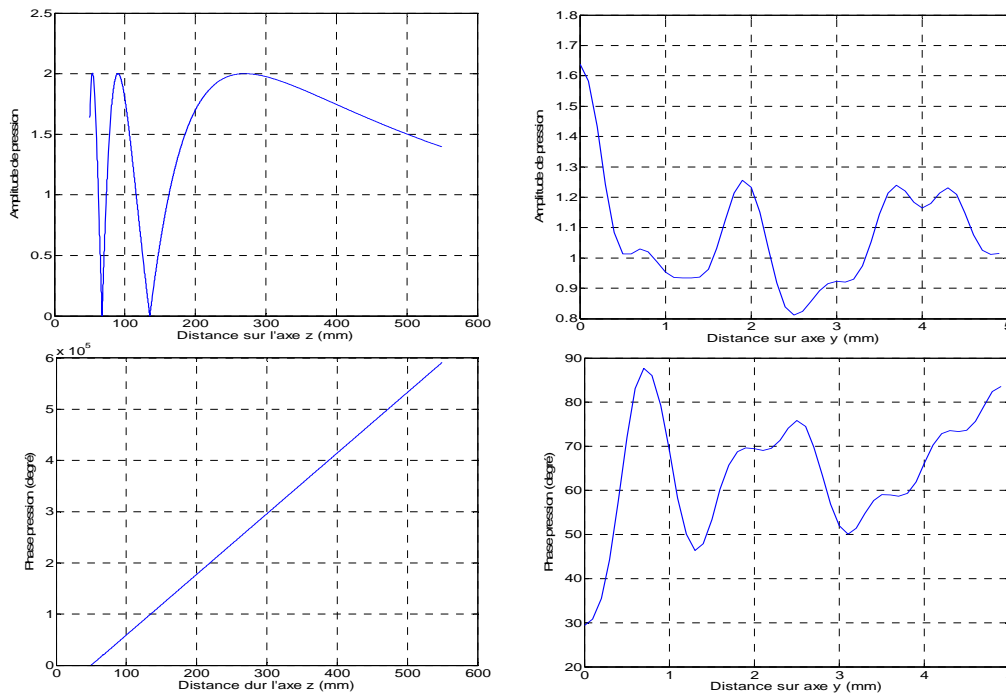 2.5
2
1.5
1
0.5
0
0 100 200 300 400 500 600
Amplitude de pression
Distance sur l'axe z (mm)
1.8
1.7
1.6
1.5
1.4
1.3
1.2
1.1
1
0.9
0.8
0 1 2 3 4 5
Amplitude de pression
Distance sur axe y (mm)
6 x 10^5
5
4
3
2
1
0
0 100 200 300 400 500 600
Phase pression (degré)
Distance dur l'axe z (mm)
90
80
70
60
50
40
30
20
0 1 2 3 4
Phase pression (degré)
Distance sur axe y (mm)